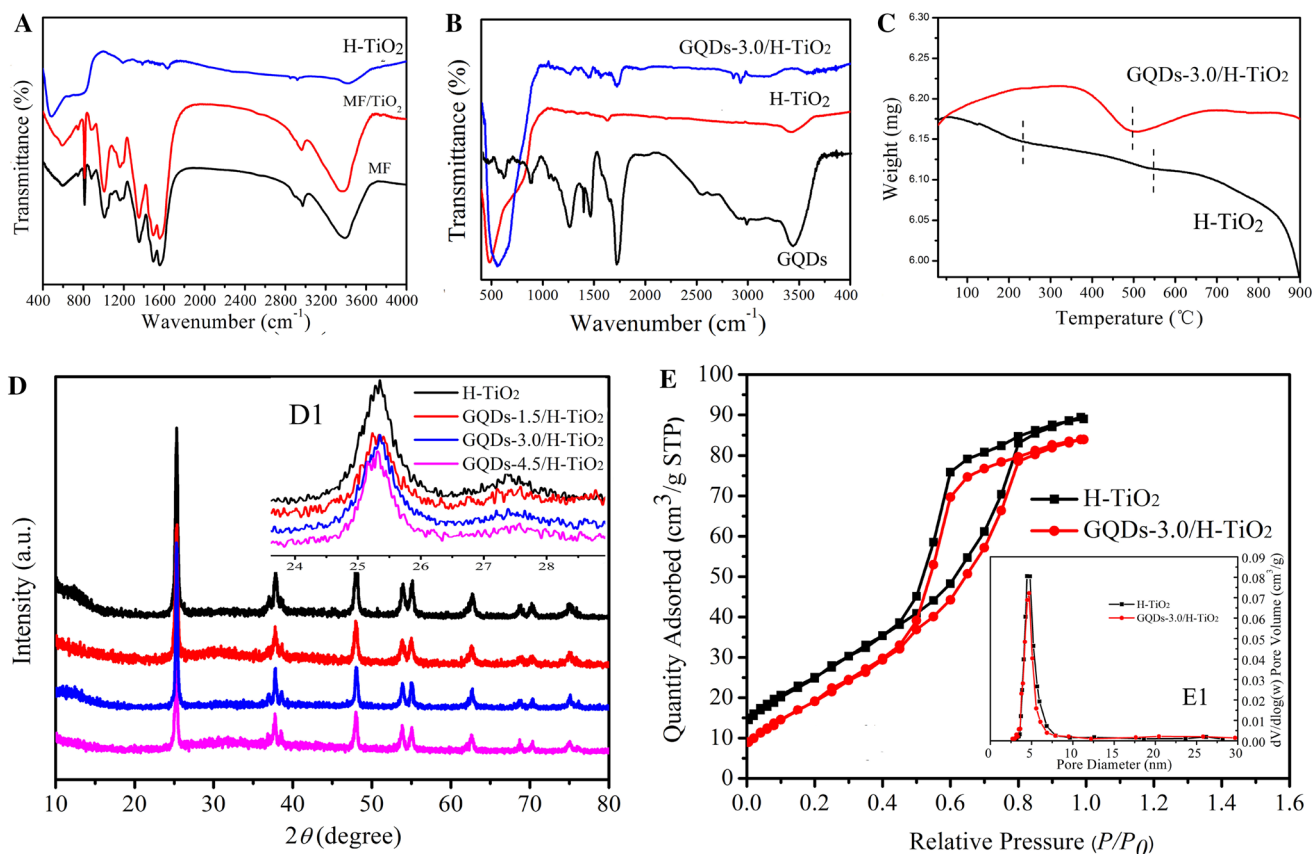 A
H-TiO2
MF/TiO2
MF
Transmittance (%)
400 800 1200 1600 2000 2400 2800 3200 3600 4000
Wavenumber (cm-1)
B
GQDs-3.0/H-TiO2
H-TiO2
GQDs
Transmittance (%)
500 1000 1500 2000 2500 3000 3500 4000
Wavenumber (cm-1)
C
6.25
6.20
6.15
6.10
6.05
6.00
Weight (mg)
GQDs-3.0/H-TiO2
H-TiO2
100 200 300 400 500 600 700 800 900
Temperature (℃)
D
Intensity (a.u.)
D1
H-TiO2
GQDs-1.5/H-TiO2
GQDs-3.0/H-TiO2
GQDs-4.5/H-TiO2
24 25 26 27 28
10 20 30 40 50 60 70 80
2θ (degree)
E
100
90
80
70
60
50
40
30
20
10
0
Quantity Adsorbed (cm3/g STP)
H-TiO2
GQDs-3.0/H-TiO2
H-TiO2
GQDs-3.0/H-TiO2
E1
0.09
0.08
0.07
0.06
0.05
0.04
0.03
0.02
0.01
0.00
dV/dlog(w) Pore Volume (cm3/g)
0 5 10 15 20 25 30
Pore Diameter (nm)
0.0 0.2 0.4 0.6 0.8 1.0 1.2 1.4 1.6
Relative Pressure (P/P0)